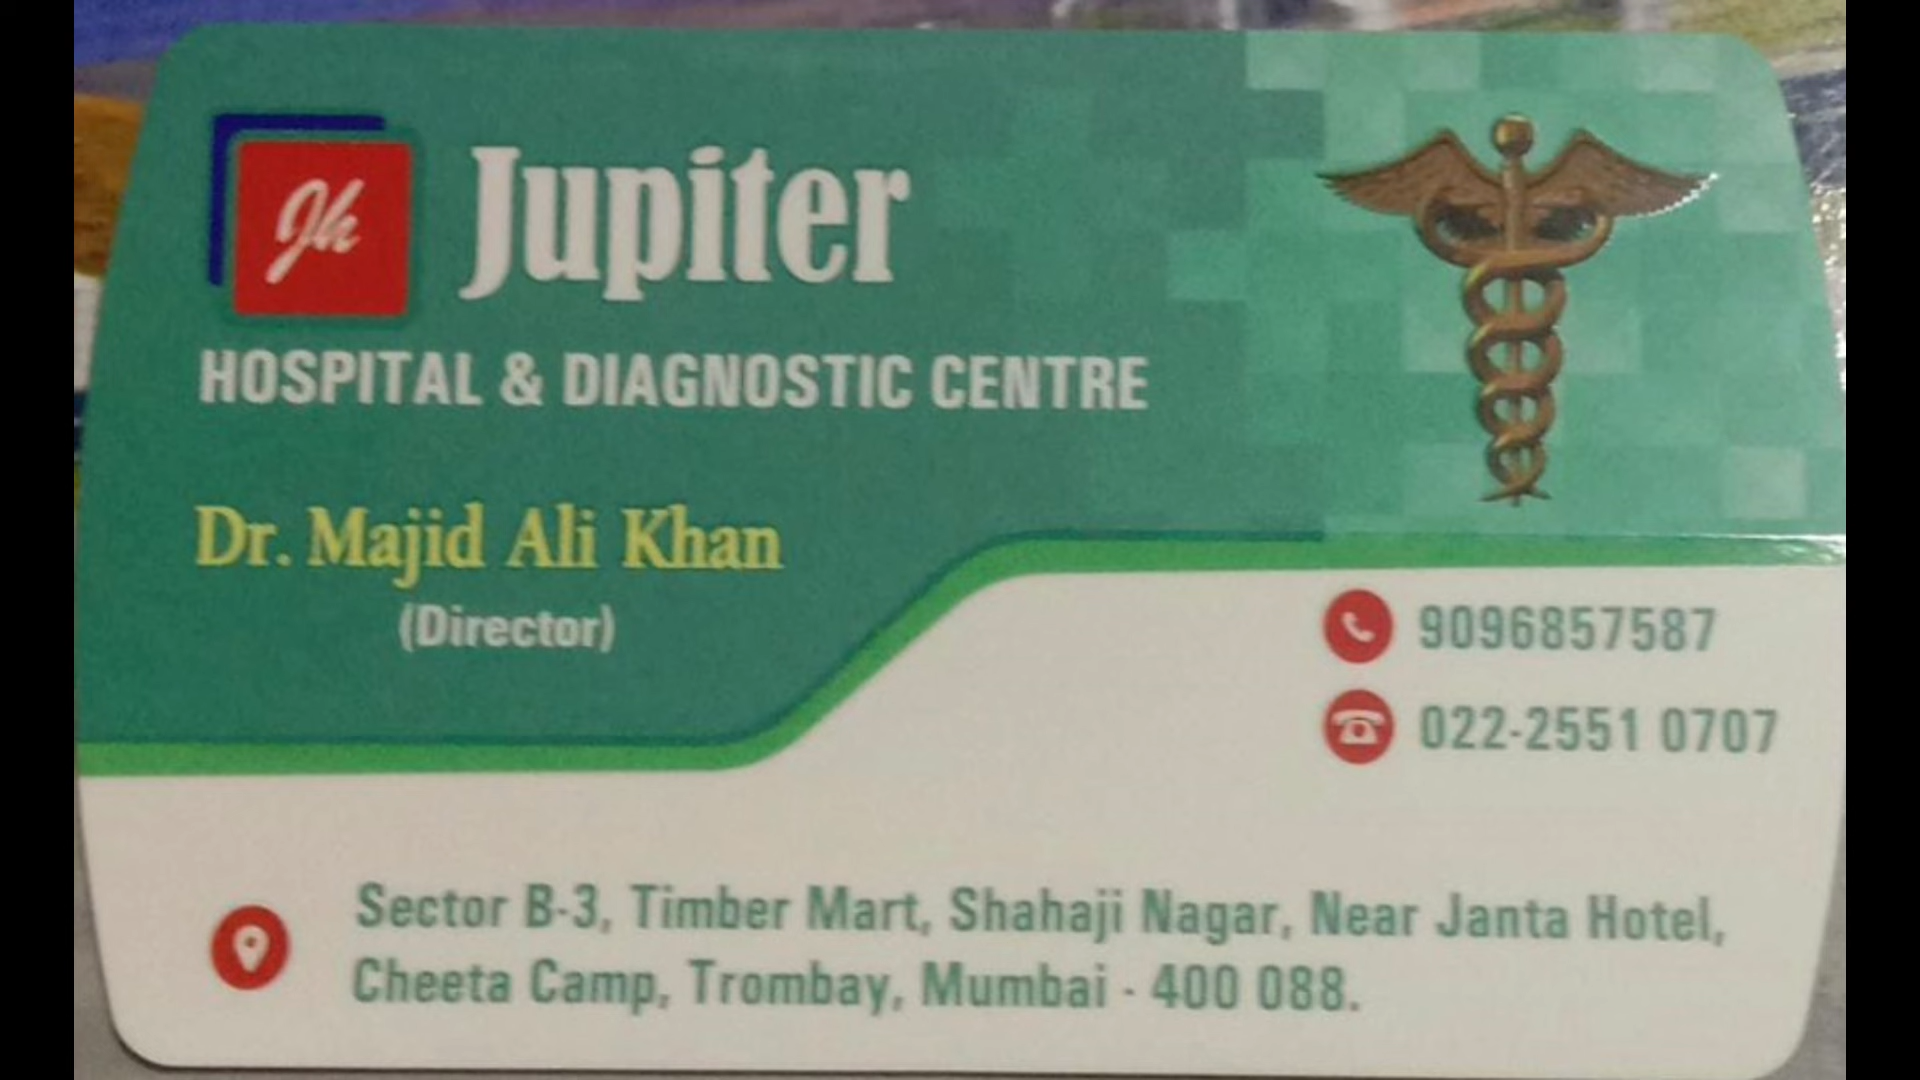 Jh
Jupiter
HOSPITAL & DIAGNOSTIC CENTRE
Dr. Majid Ali Khan
(Director)
9096857587
022-2551 0707
Sector B-3, Timber Mart, Shahaji Nagar, Near Janta Hotel,
Cheeta Camp, Trombay, Mumbai - 400 088.